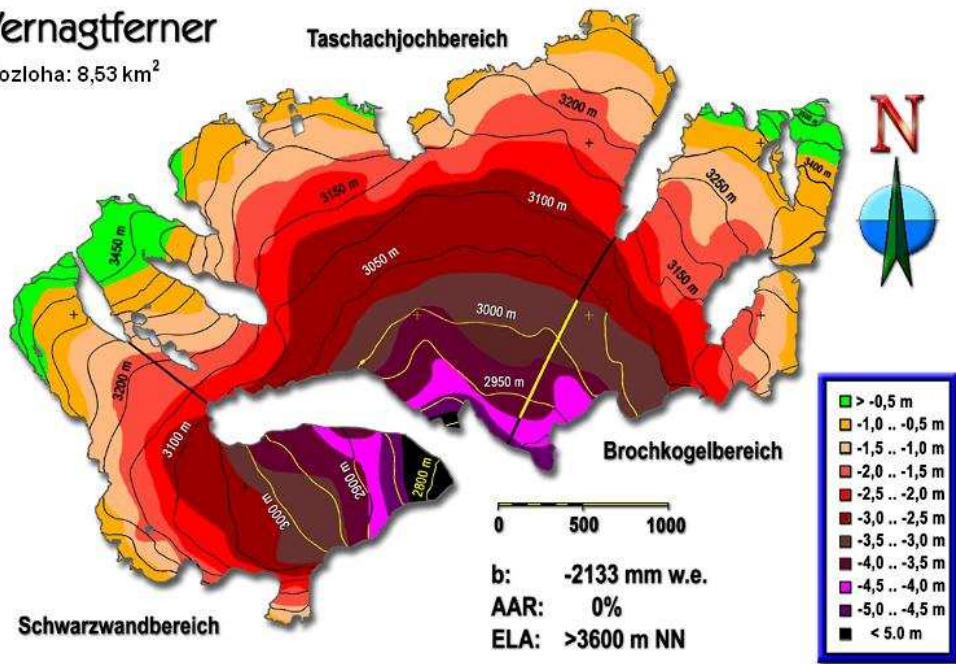 Vernagtferner
ozloha: 8,53 km²
Taschachjochbereich
N
3200 m
3400 m
3250 m
3150 m
3100 m
3450 m
3050 m
3150 m
3000 m
3200 m
2950 m
3100 m
2900 m
2800 m
3000 m
Brochkogelbereich
Schwarzwandbereich
0 500 1000
b: -2133 mm w.e.
AAR: 0%
ELA: >3600 m NN
> -0,5 m
-1,0 .. -0,5 m
-1,5 .. -1,0 m
-2,0 .. -1,5 m
-2,5 .. -2,0 m
-3,0 .. -2,5 m
-3,5 .. -3,0 m
-4,0 .. -3,5 m
-4,5 .. -4,0 m
-5,0 .. -4,5 m
< 5.0 m